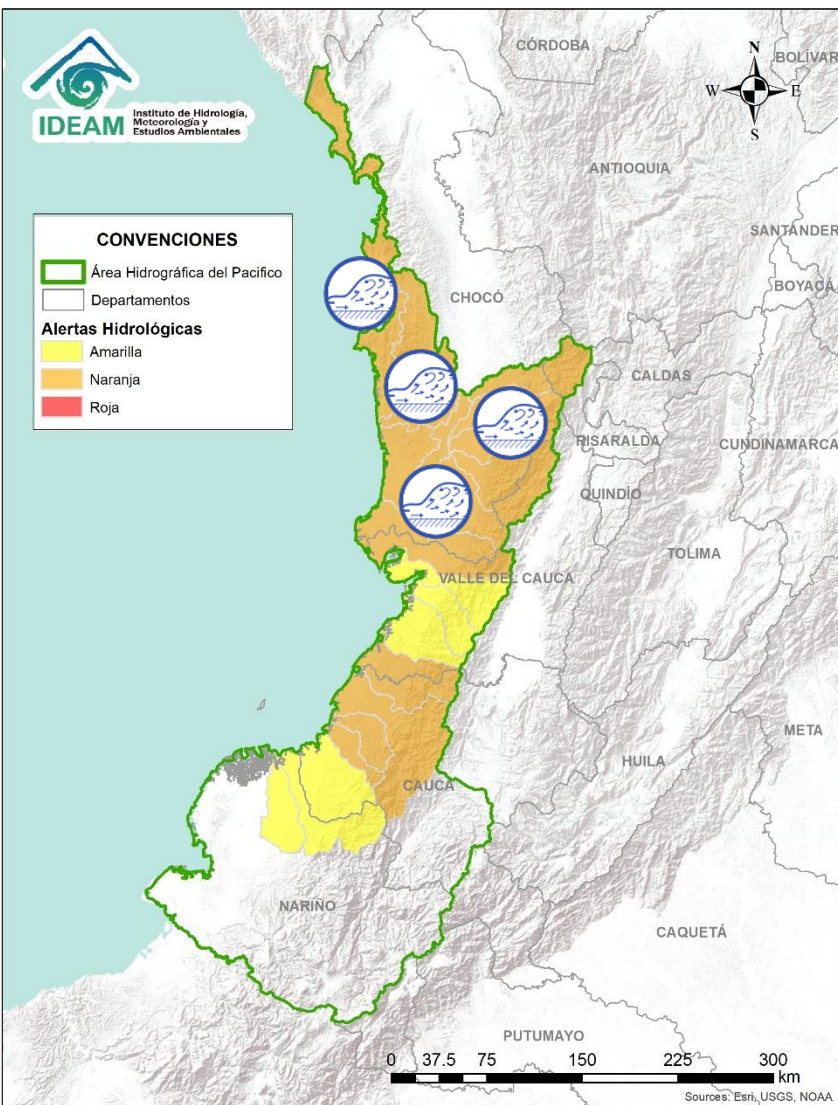 IDEAM
Instituto de Hidrología,
Meteorología y
Estudios Ambientales
CÓRDOBA
BOLÍVAR
N
W
E
S
ANTIOQUIA
SANTANDER
BOYACÁ
CONVENCIONES
Área Hidrográfica del Pacifico
Departamentos
Alertas Hidrológicas
Amarilla
Naranja
Roja
CHOCÓ
CALDAS
RISARALDA
CUNDINAMARCA
QUINDÍO
TOLIMA
VALLE DEL CAUCA
META
HUILA
CAUCA
NARIÑO
CAQUETÁ
PUTUMAYO
0 37.5 75 150 225 300
km
Sources: Esri, USGS, NOAA